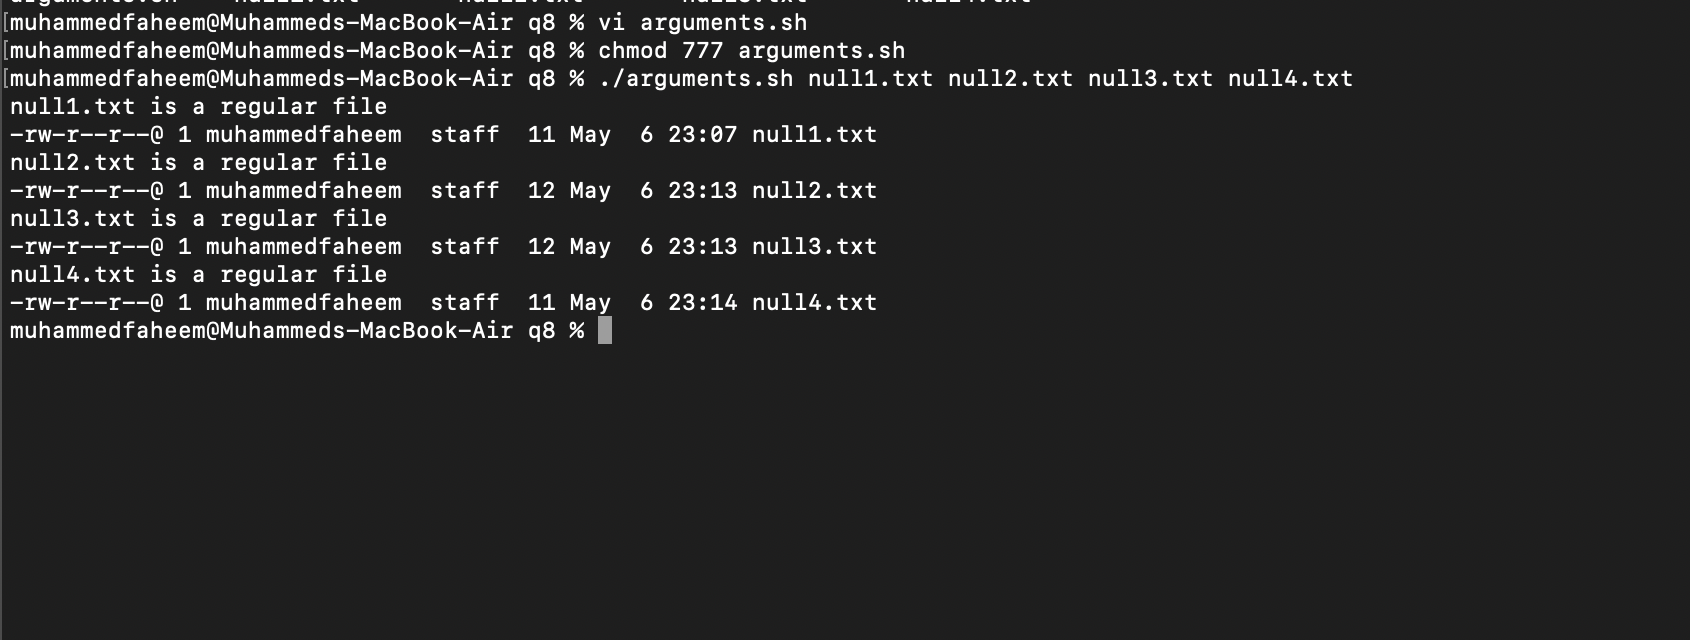 [muhammedfaheem@Muhammeds-MacBook-Air q8 % vi arguments.sh
[muhammedfaheem@Muhammeds-MacBook-Air q8 % chmod 777 arguments.sh
[muhammedfaheem@Muhammeds-MacBook-Air q8 % ./arguments.sh null1.txt null2.txt null3.txt null4.txt
null1.txt is a regular file
-rw-r--r--@ 1 muhammedfaheem  staff  11 May  6 23:07 null1.txt
null2.txt is a regular file
-rw-r--r--@ 1 muhammedfaheem  staff  12 May  6 23:13 null2.txt
null3.txt is a regular file
-rw-r--r--@ 1 muhammedfaheem  staff  12 May  6 23:13 null3.txt
null4.txt is a regular file
-rw-r--r--@ 1 muhammedfaheem  staff  11 May  6 23:14 null4.txt
muhammedfaheem@Muhammeds-MacBook-Air q8 %